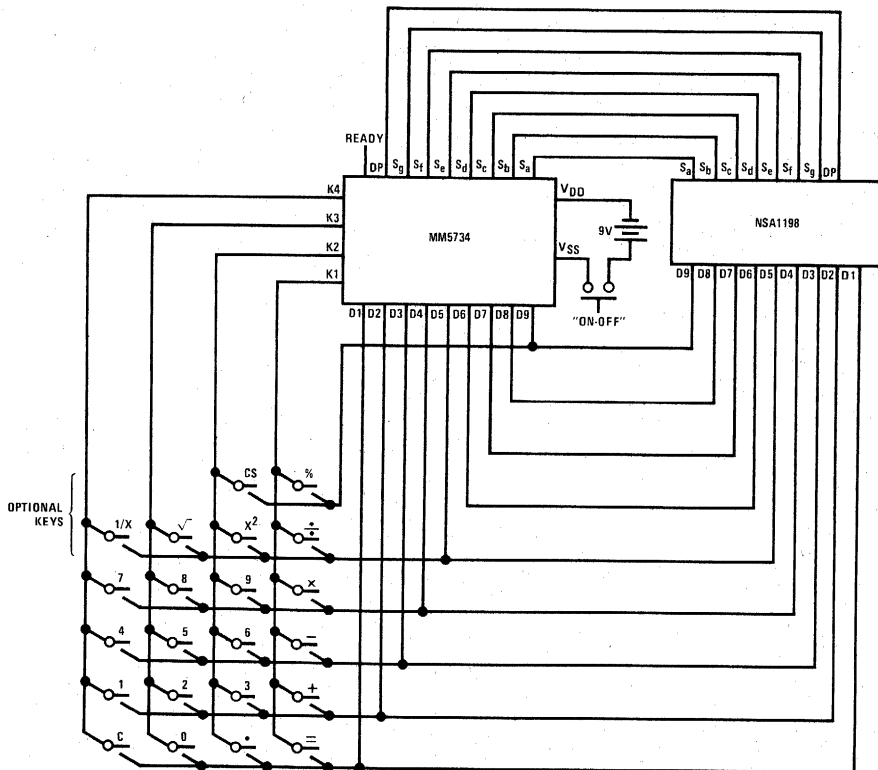 READY
DP Sg Sf Se Sd Sc Sb Sa
Sa Sb Sc Sd Se Sf Sg DP
K4
K3
K2
K1
MM5734
VDD
9V
VSS
"ON-OFF"
NSA1198
D1 D2 D3 D4 D5 D6 D7 D8 D9
D9 D8 D7 D6 D5 D4 D3 D2 D1
OPTIONAL
KEYS
CS %
1/X √ X² ÷
7 8 9 ×
4 5 6 −
1 2 3 +
C 0 • =